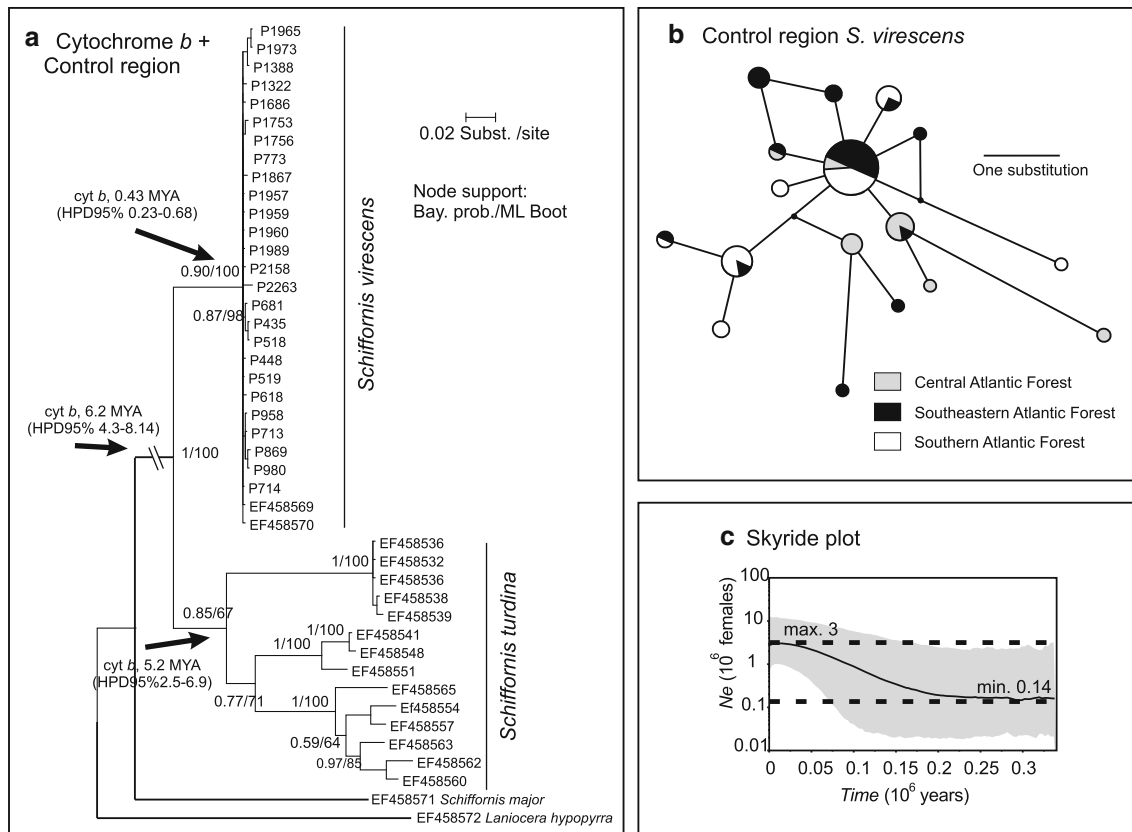 a Cytochrome b +
Control region
P1965
P1973
P1388
P1322
P1686
P1753
P1756
P773
P1867
P1957
P1959
P1960
P1989
P2158
P2263
P681
P435
P518
P448
P519
P618
P958
P713
P869
P980
P714
EF458569
EF458570
Schiffornis virescens
0.02 Subst. /site
Node support:
Bay. prob./ML Boot
cyt b, 0.43 MYA
(HPD95% 0.23-0.68)
0.90/100
0.87/98
cyt b, 6.2 MYA
(HPD95% 4.3-8.14)
1/100
EF458536
EF458532
EF458536
EF458538
EF458539
EF458541
EF458548
EF458551
EF458565
Ef458554
EF458557
EF458563
EF458562
EF458560
Schiffornis turdina
1/100
0.85/67
1/100
1/100
cyt b, 5.2 MYA
(HPD95%2.5-6.9)
0.77/71
1/100
0.59/64
0.97/85
EF458571 Schiffornis major
EF458572 Laniocera hypopyrra
b Control region S. virescens
One substitution
Central Atlantic Forest
Southeastern Atlantic Forest
Southern Atlantic Forest
c Skyride plot
Ne (10⁶ females)
100
10
1
0.1
0.01
max. 3
min. 0.14
0 0.05 0.1 0.15 0.2 0.25 0.3
Time (10⁶ years)